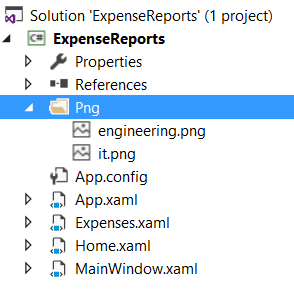 Solution 'ExpenseReports' (1 project)
C# ExpenseReports
Properties
References
Png
engineering.png
it.png
App.config
App.xaml
Expenses.xaml
Home.xaml
MainWindow.xaml